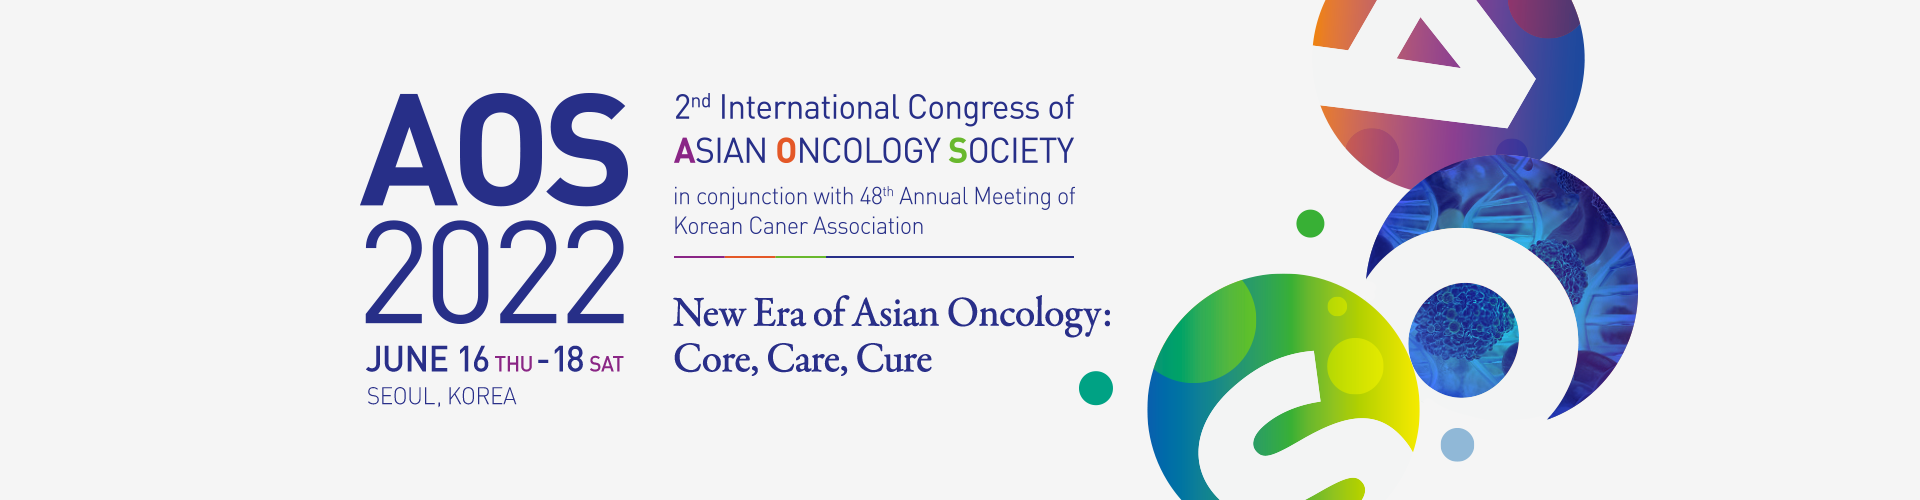 AOS
2022
JUNE 16 THU - 18 SAT
SEOUL, KOREA
2nd International Congress of
ASIAN ONCOLOGY SOCIETY
in conjunction with 48th Annual Meeting of
Korean Caner Association
New Era of Asian Oncology:
Core, Care, Cure
A
O
S